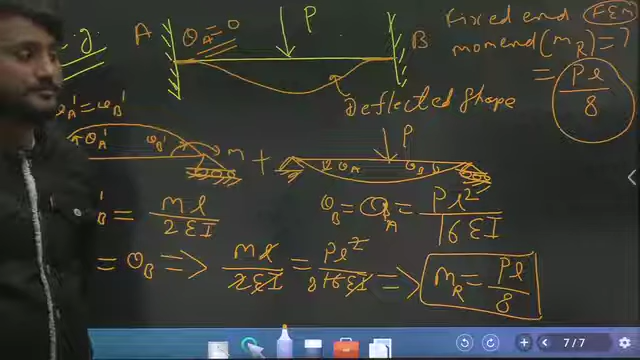 e.g. A θA = 0 P B
Fixed end FEM
moment (MR) = ?
= Pl/8
θA' = θB'
Deflected shape
θA' θB' M + θA P θB
'B = Ml/2EI θB = θA = Pl²/16EI
= θB => Ml/2EI = Pl²/8 16EI => MR = Pl/8
7/7